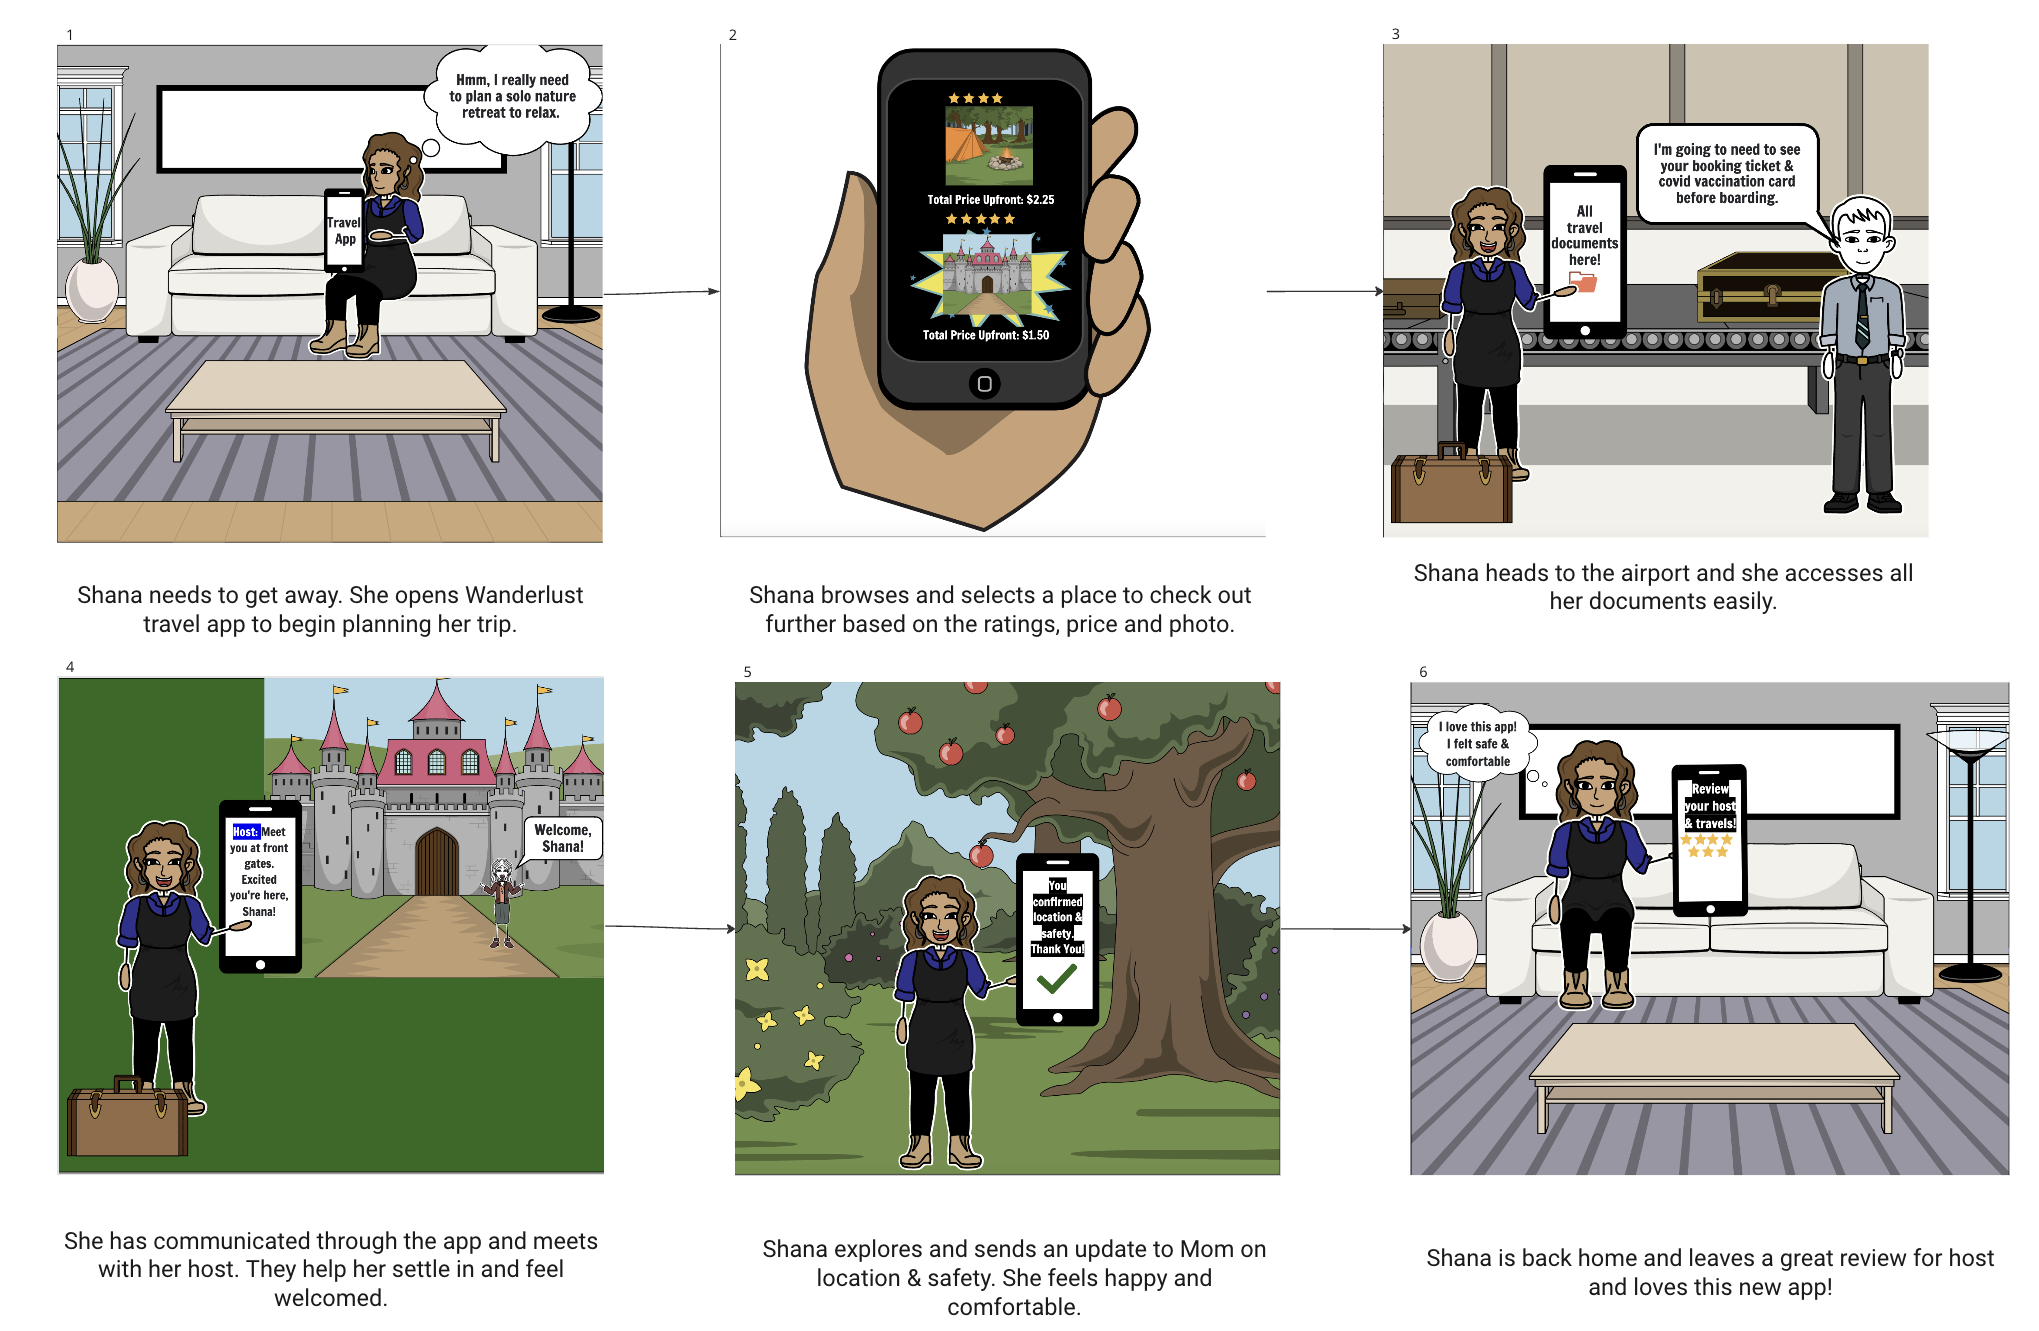 1
Hmm, I really need
to plan a solo nature
retreat to relax.
Travel
App
Shana needs to get away. She opens Wanderlust
travel app to begin planning her trip.
2
Total Price Upfront: $2.25
Total Price Upfront: $1.50
Shana browses and selects a place to check out
further based on the ratings, price and photo.
3
I'm going to need to see
your booking ticket &
covid vaccination card
before boarding.
All
travel
documents
here!
Shana heads to the airport and she accesses all
her documents easily.
4
Host: Meet
you at front
gates.
Excited
you're here,
Shana!
Welcome,
Shana!
She has communicated through the app and meets
with her host. They help her settle in and feel
welcomed.
5
You
confirmed
location &
safety.
Thank You!
Shana explores and sends an update to Mom on
location & safety. She feels happy and
comfortable.
6
I love this app!
I felt safe &
comfortable
Review
your host
& travels!
Shana is back home and leaves a great review for host
and loves this new app!